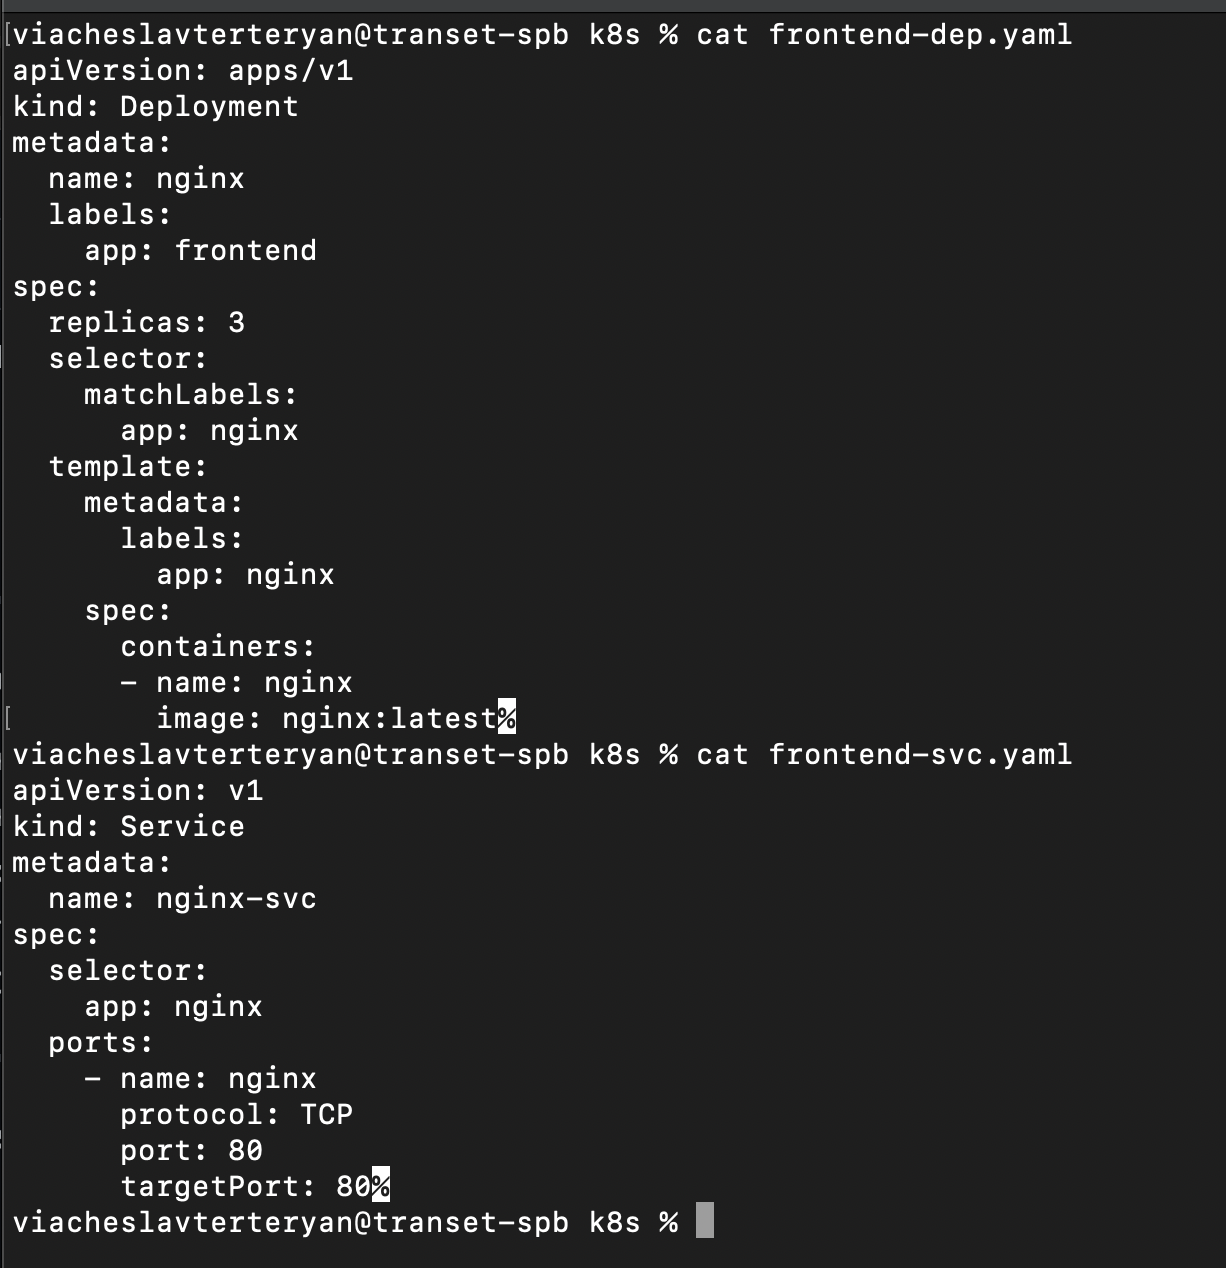 viacheslavterteryan@transet-spb k8s % cat frontend-dep.yaml
apiVersion: apps/v1
kind: Deployment
metadata:
  name: nginx
  labels:
    app: frontend
spec:
  replicas: 3
  selector:
    matchLabels:
      app: nginx
  template:
    metadata:
      labels:
        app: nginx
    spec:
      containers:
      - name: nginx
        image: nginx:latest%
viacheslavterteryan@transet-spb k8s % cat frontend-svc.yaml
apiVersion: v1
kind: Service
metadata:
  name: nginx-svc
spec:
  selector:
    app: nginx
  ports:
    - name: nginx
      protocol: TCP
      port: 80
      targetPort: 80%
viacheslavterteryan@transet-spb k8s %